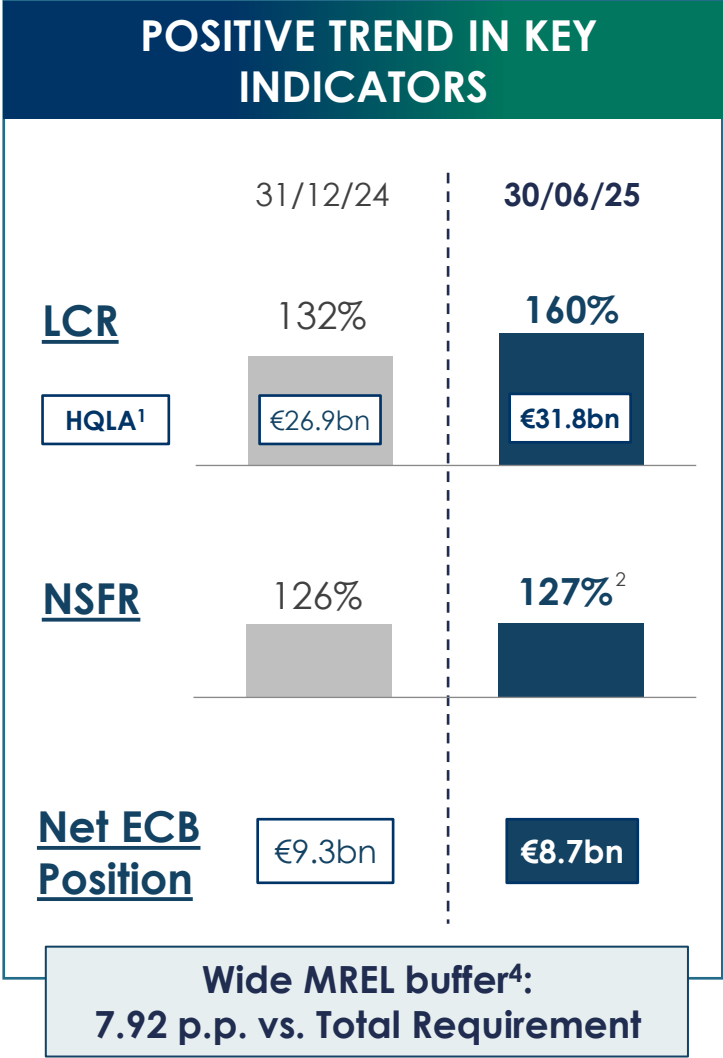 POSITIVE TREND IN KEY
INDICATORS
31/12/24 30/06/25
LCR 132% 160%
HQLA¹ €26.9bn €31.8bn
NSFR 126% 127%²
Net ECB
Position €9.3bn €8.7bn
Wide MREL buffer⁴:
7.92 p.p. vs. Total Requirement